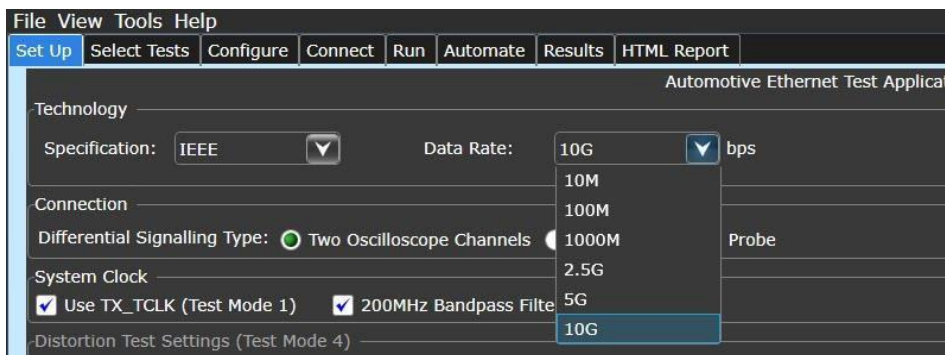 File View Tools Help
Set Up Select Tests Configure Connect Run Automate Results HTML Report
Automotive Ethernet Test Applicat
Technology
Specification: IEEE Data Rate: 10G bps
10M
100M
1000M
2.5G
5G
10G
Connection
Differential Signalling Type: Two Oscilloscope Channels Probe
System Clock
Use TX_TCLK (Test Mode 1) 200MHz Bandpass Filte
Distortion Test Settings (Test Mode 4)